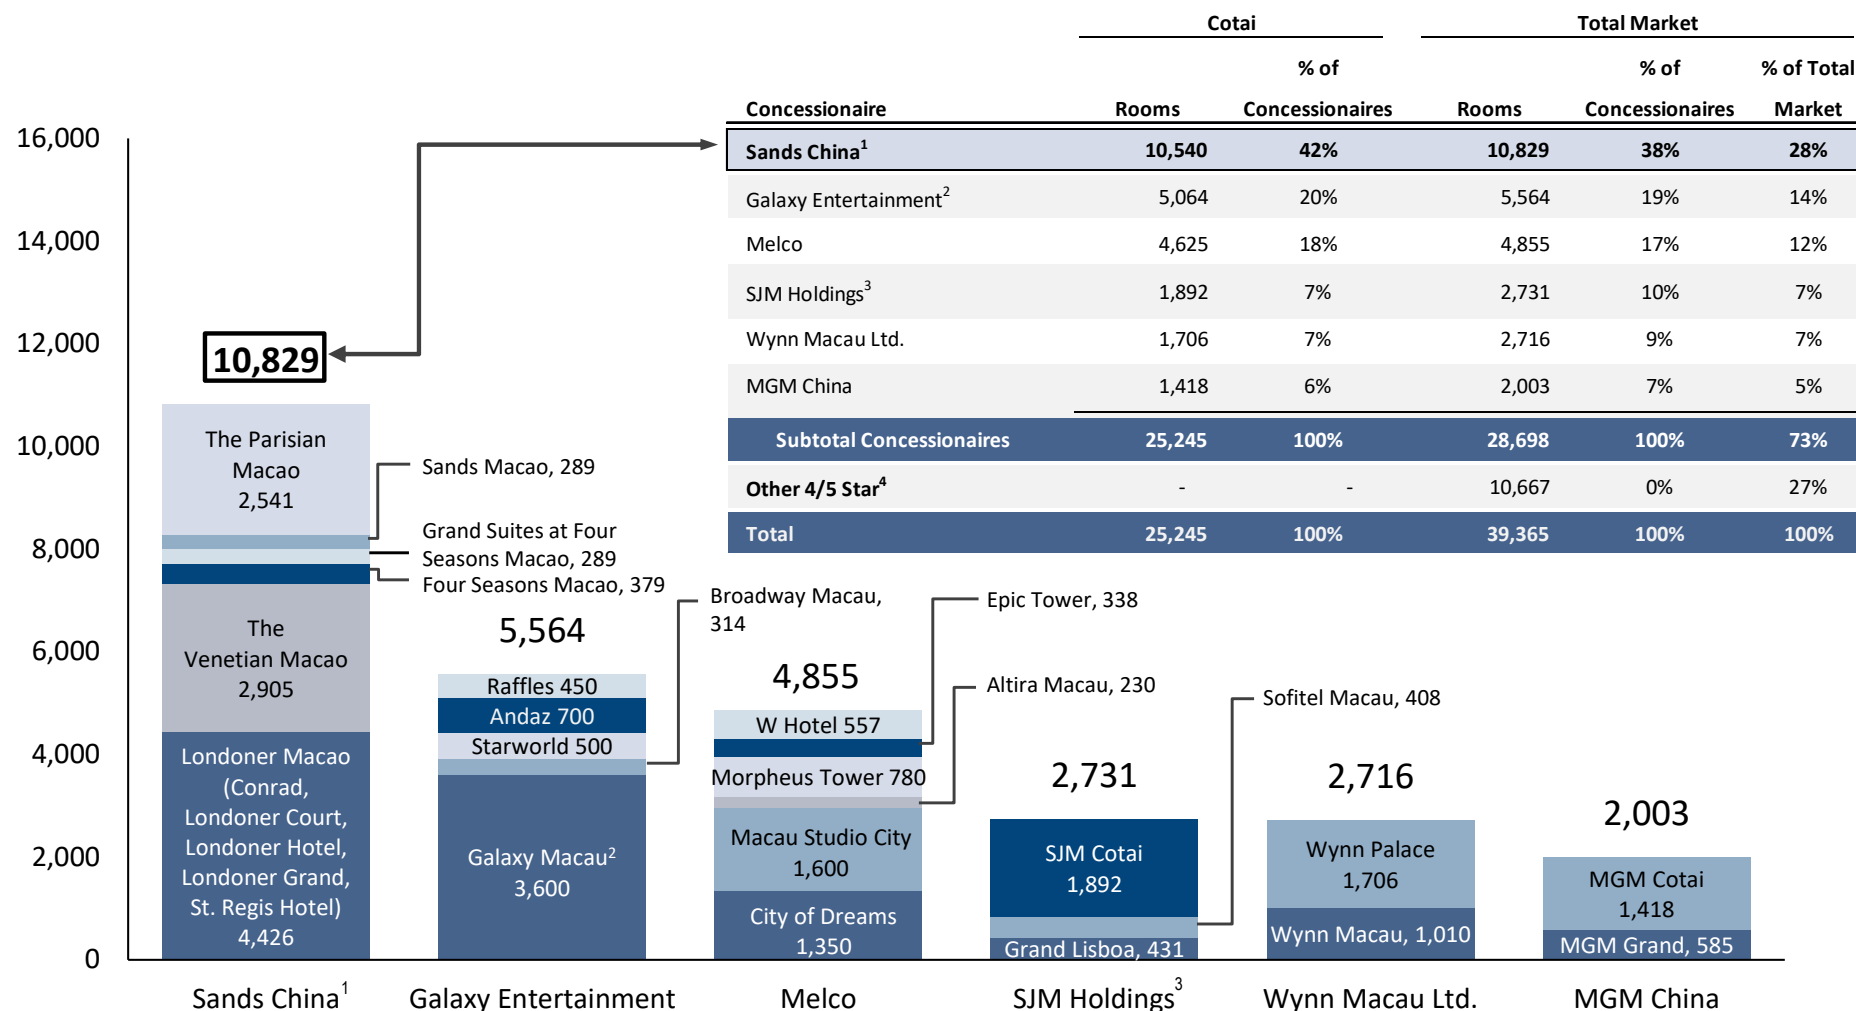 Cotai Total Market
% of % of % of Total
Concessionaire Rooms Concessionaires Rooms Concessionaires Market
Sands China1 10,540 42% 10,829 38% 28%
Galaxy Entertainment2 5,064 20% 5,564 19% 14%
Melco 4,625 18% 4,855 17% 12%
SJM Holdings3 1,892 7% 2,731 10% 7%
Wynn Macau Ltd. 1,706 7% 2,716 9% 7%
MGM China 1,418 6% 2,003 7% 5%
Subtotal Concessionaires 25,245 100% 28,698 100% 73%
Other 4/5 Star4 - - 10,667 0% 27%
Total 25,245 100% 39,365 100% 100%
16,000
14,000
12,000
10,000
8,000
6,000
4,000
2,000
0
10,829
The Parisian
Macao
2,541
Sands Macao, 289
Grand Suites at Four
Seasons Macao, 289
Four Seasons Macao, 379
The
Venetian Macao
2,905
Londoner Macao
(Conrad,
Londoner Court,
Londoner Hotel,
Londoner Grand,
St. Regis Hotel)
4,426
5,564
Raffles 450
Andaz 700
Starworld 500
Broadway Macau,
314
Galaxy Macau2
3,600
4,855
W Hotel 557
Epic Tower, 338
Morpheus Tower 780
Altira Macau, 230
Macau Studio City
1,600
City of Dreams
1,350
2,731
SJM Cotai
1,892
Sofitel Macau, 408
Grand Lisboa, 431
2,716
Wynn Palace
1,706
Wynn Macau, 1,010
2,003
MGM Cotai
1,418
MGM Grand, 585
Sands China1 Galaxy Entertainment Melco SJM Holdings3 Wynn Macau Ltd. MGM China